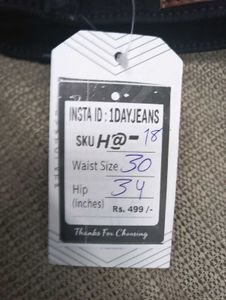 INSTA ID : 1DAYJEANS
SKU H@-18
Waist Size 30
Hip 34
(inches) Rs. 499 /-
Thanks For Choosing